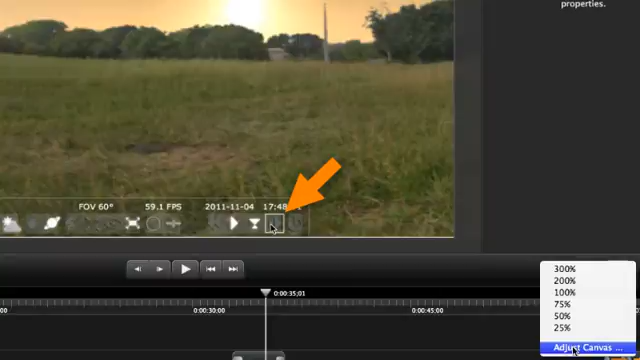 properties.
FOV 60°
59.1 FPS
2011-11-04
17:48
0:00:35;01
0:00:30;00
0:00:45;00
300%
200%
100%
75%
50%
25%
Adjust Canvas ...